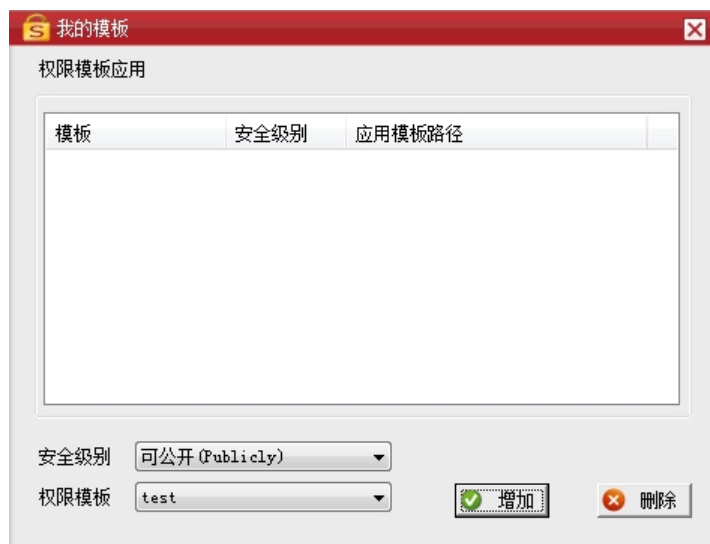 我的模板
权限模板应用
模板 安全级别 应用模板路径
安全级别 可公开(Publicly)
权限模板 test 增加 删除